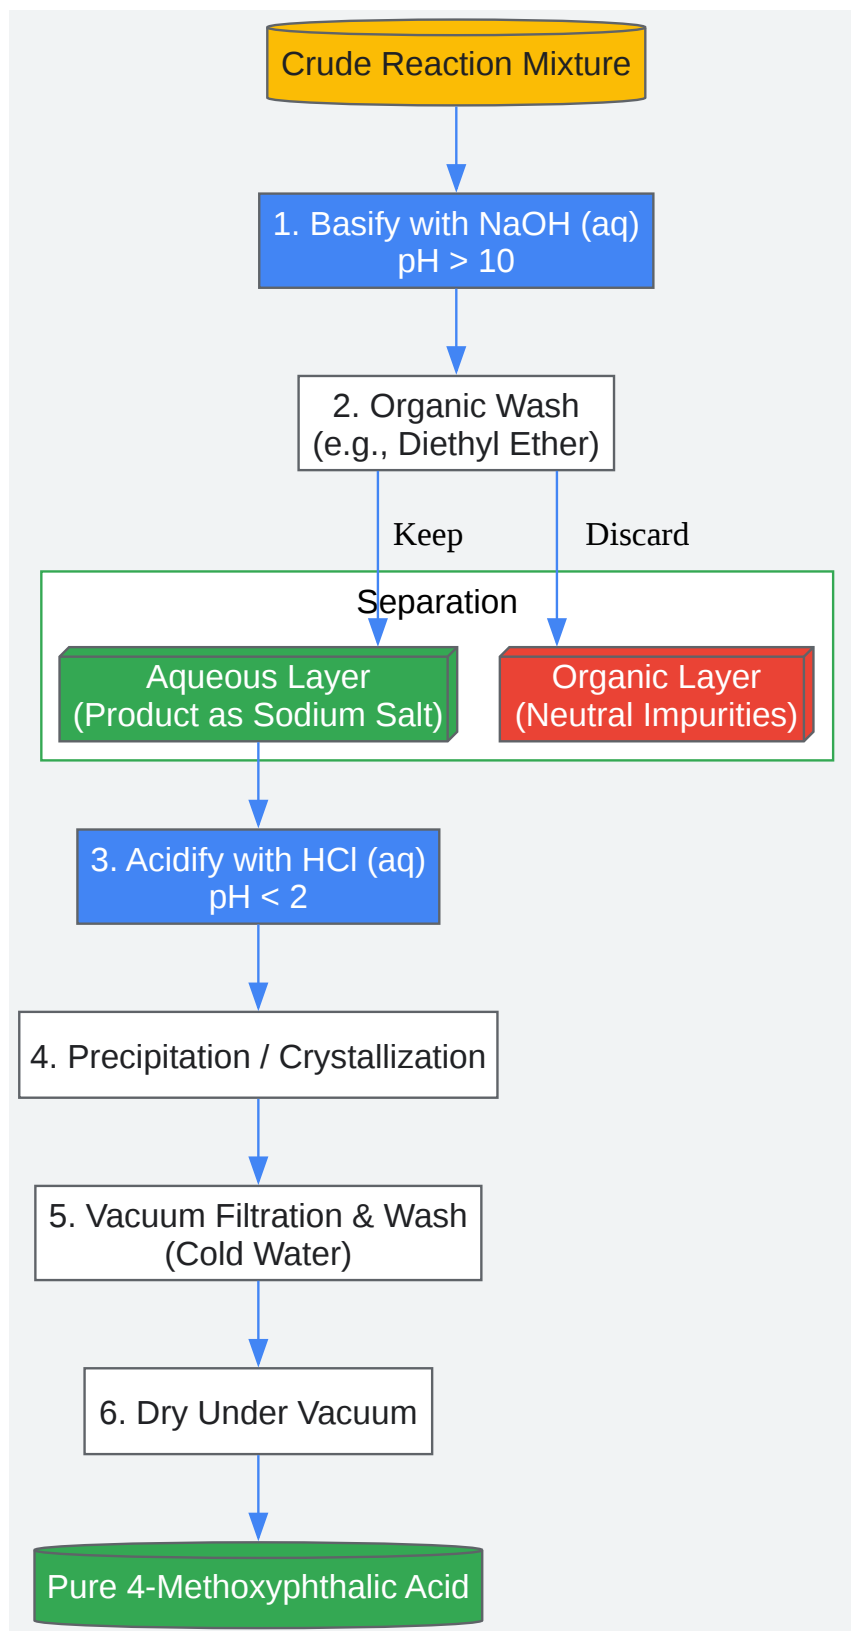 Crude Reaction Mixture
1. Basify with NaOH (aq)
pH > 10
2. Organic Wash
(e.g., Diethyl Ether)
Keep
Discard
Separation
Aqueous Layer
(Product as Sodium Salt)
Organic Layer
(Neutral Impurities)
3. Acidify with HCl (aq)
pH < 2
4. Precipitation / Crystallization
5. Vacuum Filtration & Wash
(Cold Water)
6. Dry Under Vacuum
Pure 4-Methoxyphthalic Acid